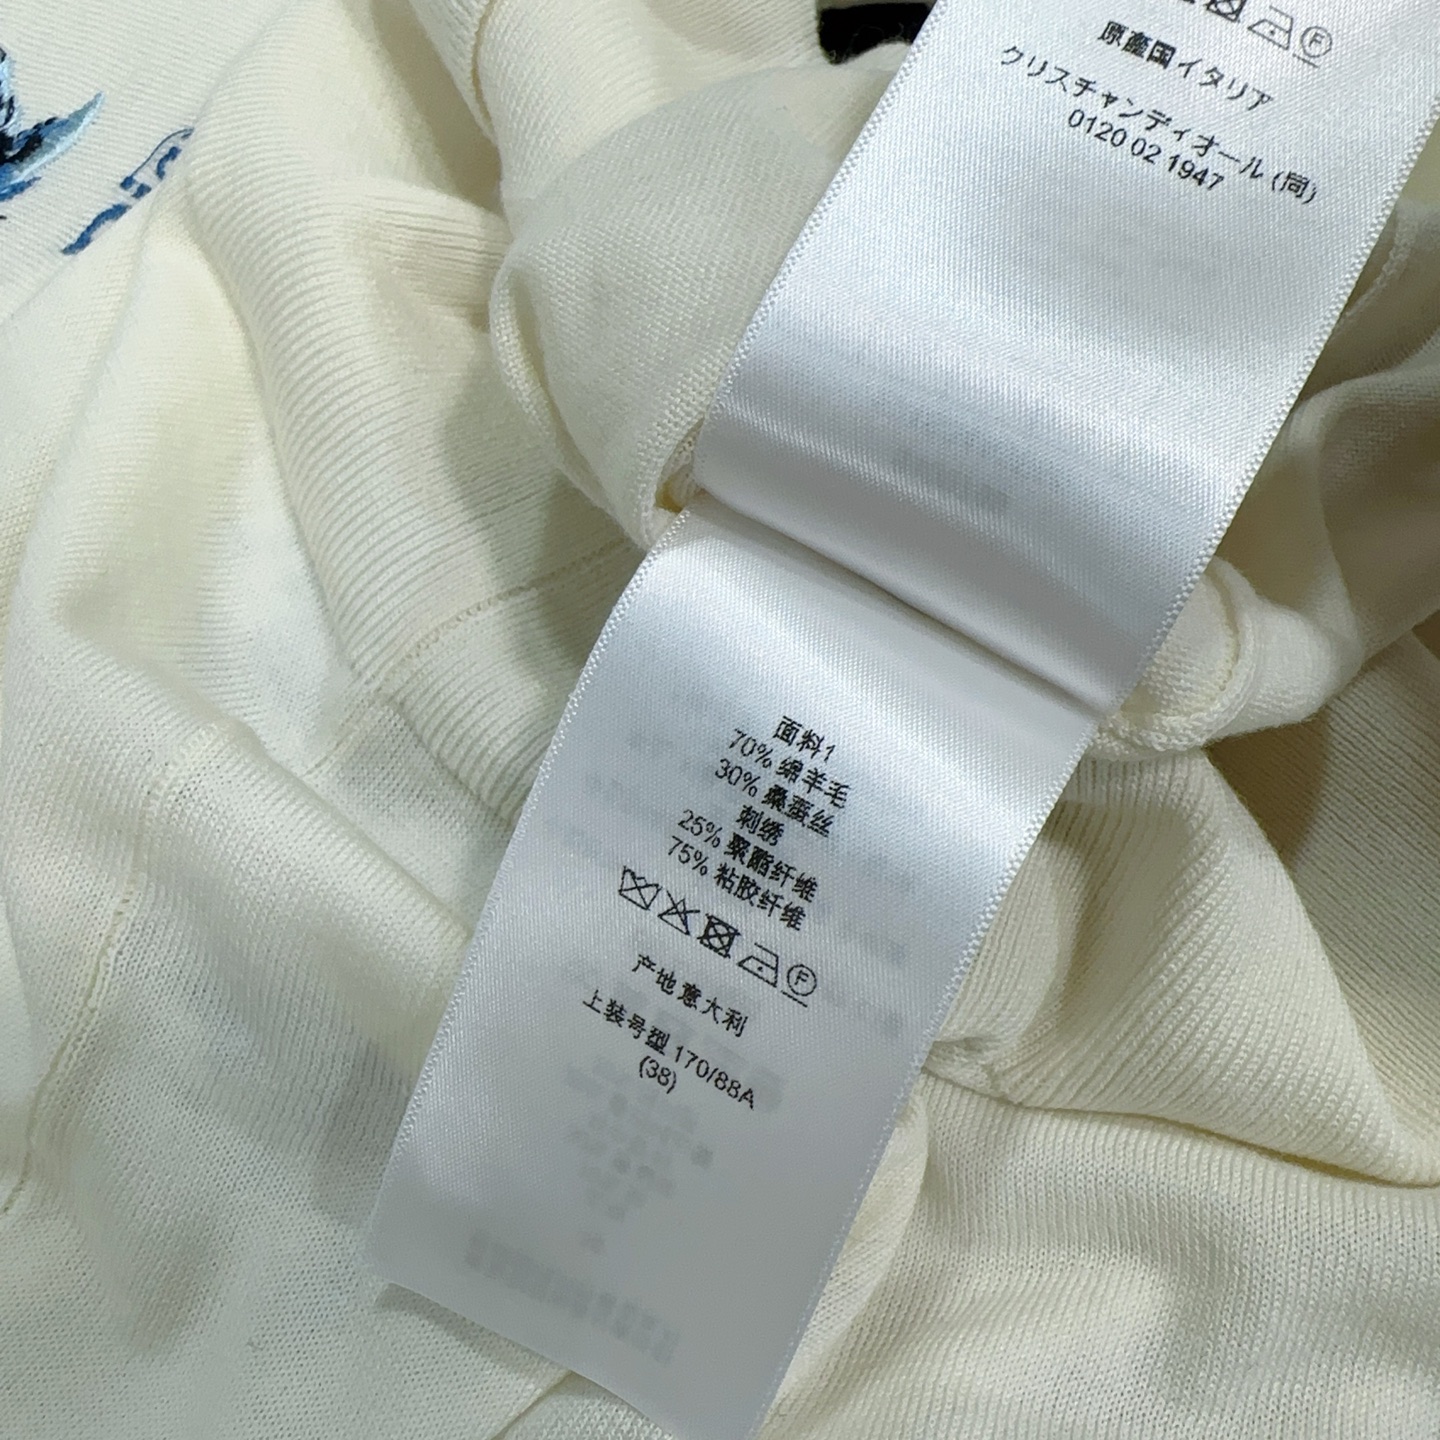 原産国イタリア
クリスチャンディオール (同)
0120 02 1947
面料1
70% 绵羊毛
30% 桑蚕丝
刺绣
25% 聚酯纤维
75% 粘胶纤维
F
产地意大利
上装号型 170/88A
(38)